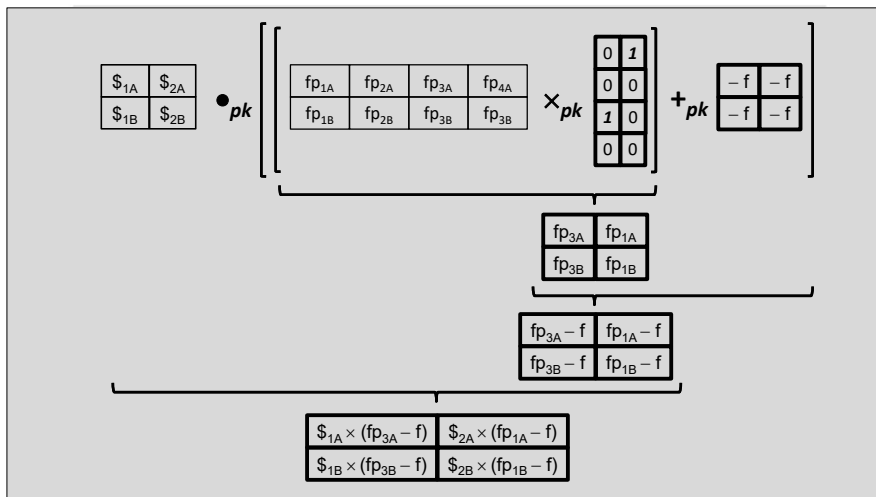 $1A $2A
$1B $2B
●pk
fp1A fp2A fp3A fp4A
fp1B fp2B fp3B fp3B
×pk
0 1
0 0
1 0
0 0
+pk
– f – f
– f – f
fp3A fp1A
fp3B fp1B
fp3A – f fp1A – f
fp3B – f fp1B – f
$1A × (fp3A – f) $2A × (fp1A – f)
$1B × (fp3B – f) $2B × (fp1B – f)